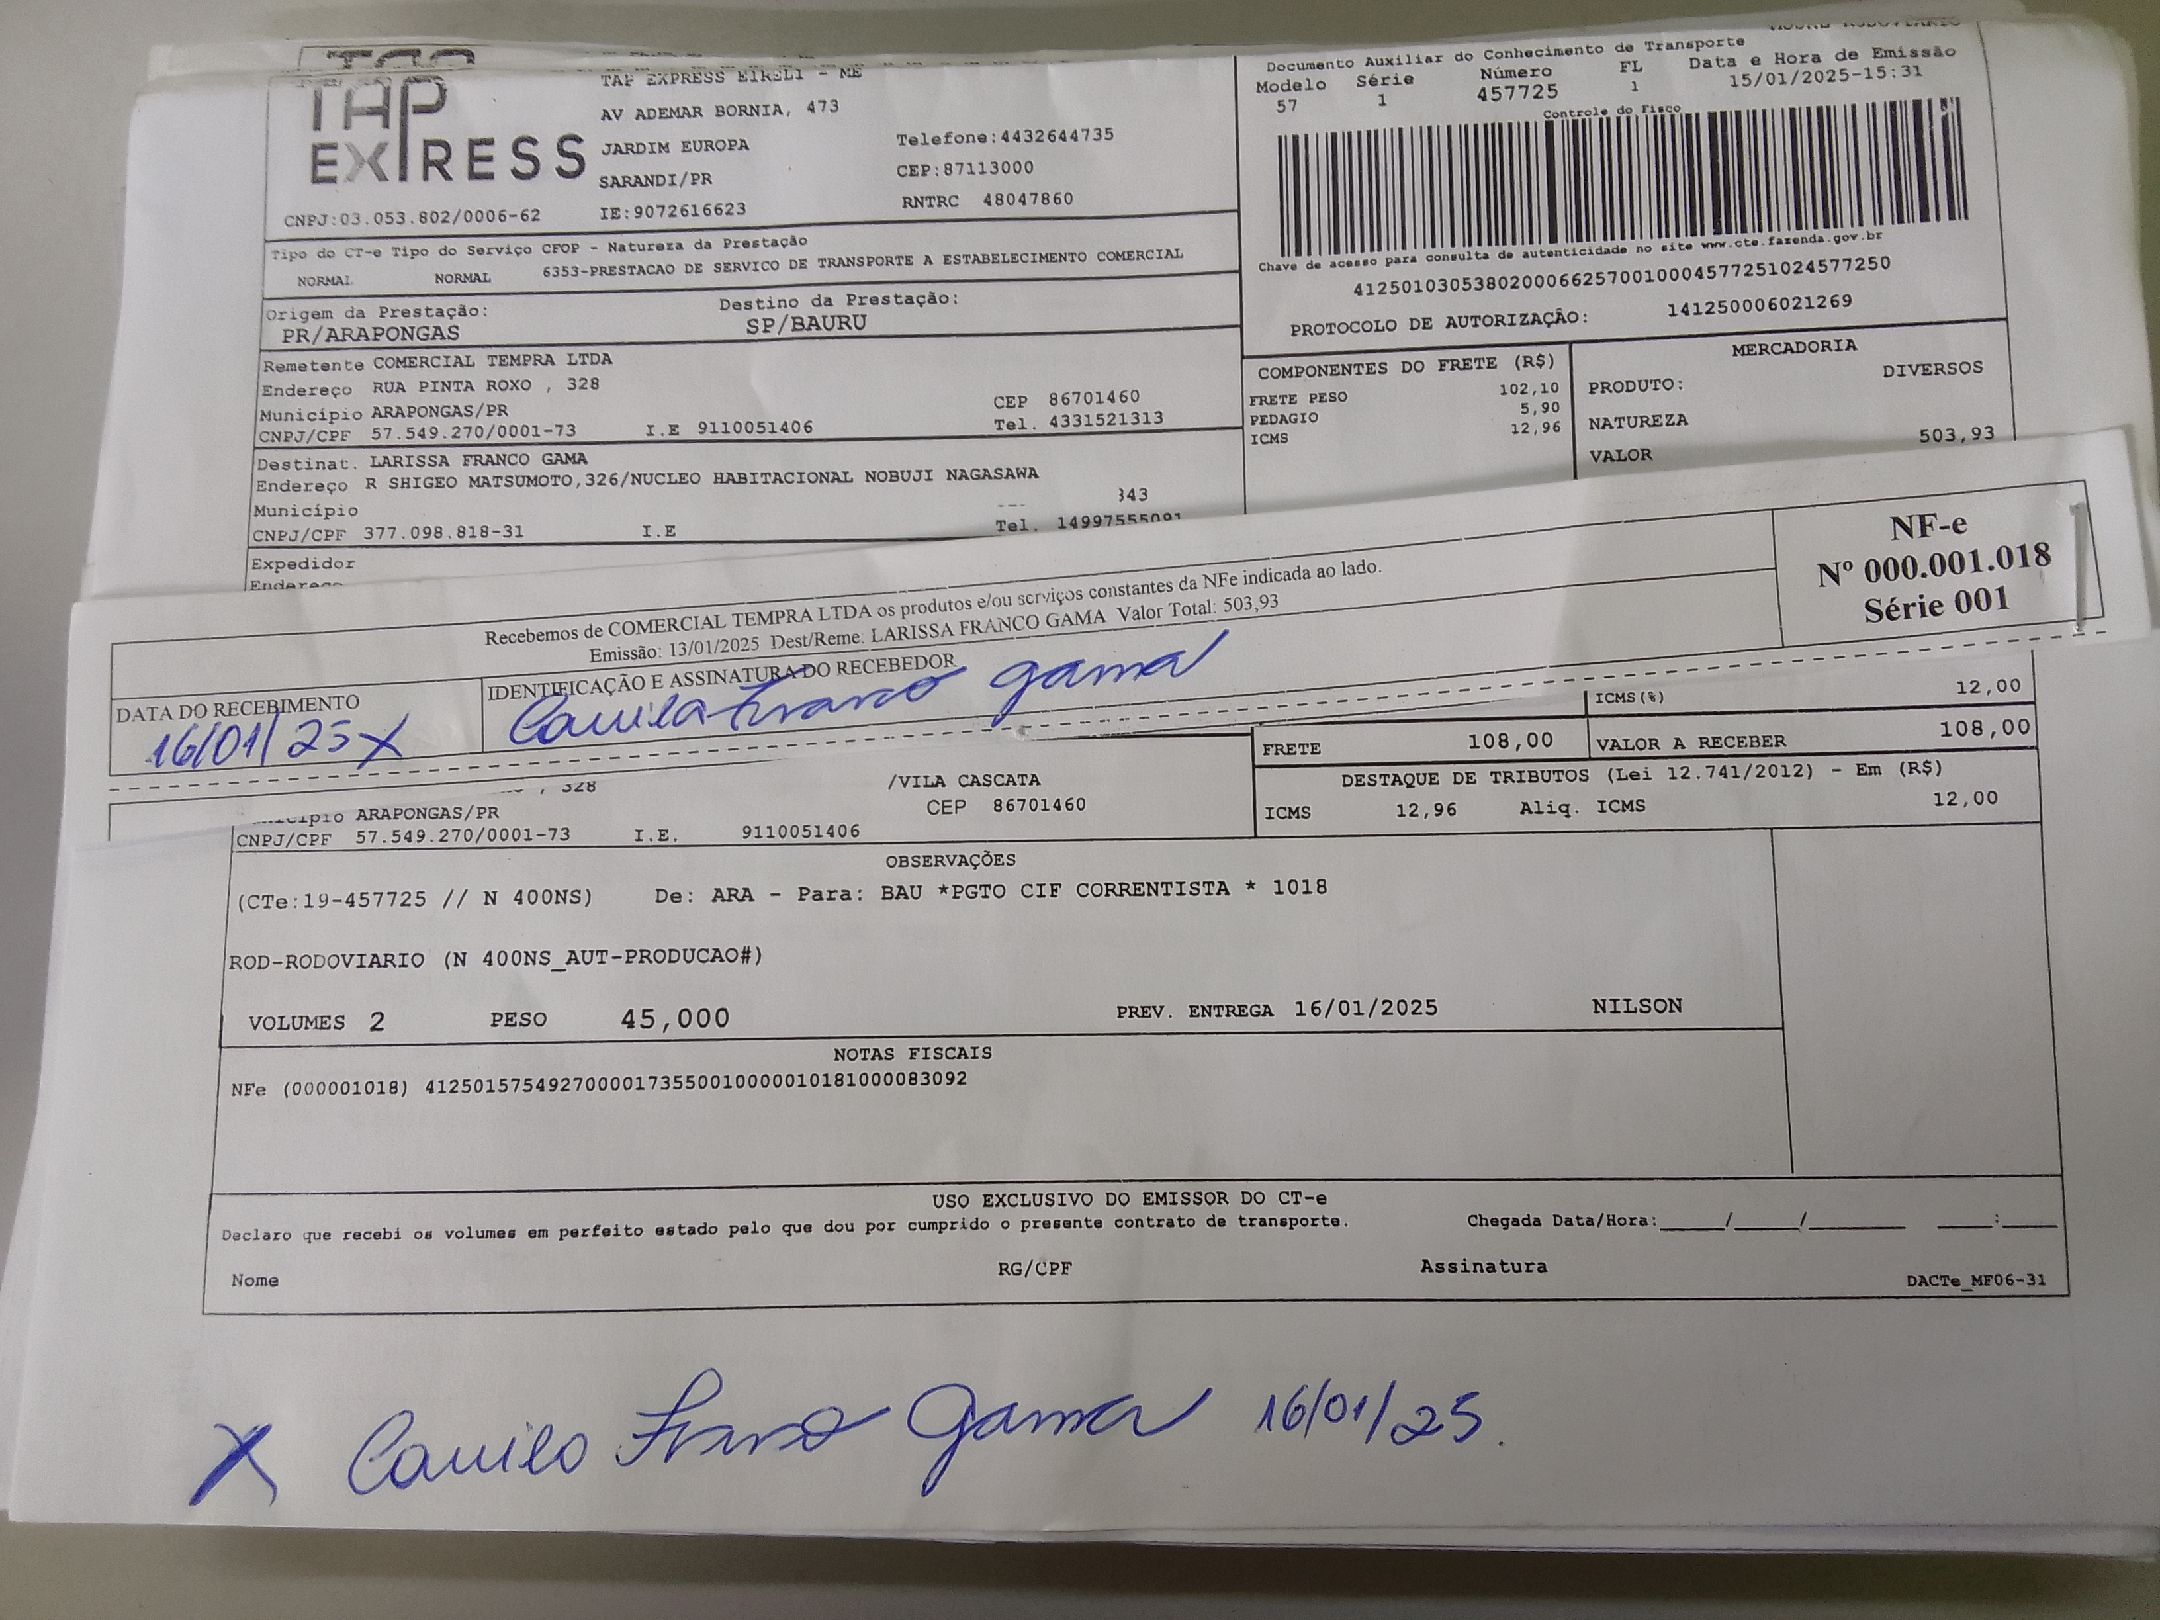 TAP
EXPRESS
CNPJ:03.053.802/0006-62
TAP EXPRESS EIRELI - ME
AV ADEMAR BORNIA, 473
JARDIM EUROPA
SARANDI/PR
IE:9072616623
Telefone:4432644735
CEP:87113000
RNTRC 48047860
Documento Auxiliar do Conhecimento de Transporte
Modelo Série Número FL Data e Hora de Emissão
57 1 457725 1 15/01/2025-15:31
Controle do Fisco
Chave de acesso para consulta de autenticidade no site www.cte.fazenda.gov.br
41250103053802000662570010004577251024577250
PROTOCOLO DE AUTORIZAÇÃO: 141250006021269
Tipo do CT-e Tipo do Serviço CFOP - Natureza da Prestação
NORMAL NORMAL 6353-PRESTACAO DE SERVICO DE TRANSPORTE A ESTABELECIMENTO COMERCIAL
Origem da Prestação: Destino da Prestação:
PR/ARAPONGAS SP/BAURU
Remetente COMERCIAL TEMPRA LTDA
Endereço RUA PINTA ROXO , 328
Município ARAPONGAS/PR CEP 86701460
CNPJ/CPF 57.549.270/0001-73 I.E 9110051406 Tel. 4331521313
Destinat. LARISSA FRANCO GAMA
Endereço R SHIGEO MATSUMOTO,326/NUCLEO HABITACIONAL NOBUJI NAGASAWA
Município 343
CNPJ/CPF 377.098.818-31 I.E Tel. 14997555091
Expedidor
Endereço
COMPONENTES DO FRETE (R$)
FRETE PESO 102,10
PEDAGIO 5,90
ICMS 12,96
MERCADORIA
PRODUTO: DIVERSOS
NATUREZA
VALOR 503,93
Recebemos de COMERCIAL TEMPRA LTDA os produtos e/ou serviços constantes da NFe indicada ao lado.
Emissão: 13/01/2025 Dest/Reme: LARISSA FRANCO GAMA Valor Total: 503,93
NF-e
Nº 000.001.018
Série 001
DATA DO RECEBIMENTO
16/01/25 X
IDENTIFICAÇÃO E ASSINATURA DO RECEBEDOR
Camila Franco Gama
ICMS(%) 12,00
FRETE 108,00 VALOR A RECEBER 108,00
DESTAQUE DE TRIBUTOS (Lei 12.741/2012) - Em (R$)
ICMS 12,96 Aliq. ICMS 12,00
, 328 /VILA CASCATA
ARAPONGAS/PR CEP 86701460
CNPJ/CPF 57.549.270/0001-73 I.E. 9110051406
OBSERVAÇÕES
(CTe:19-457725 // N 400NS) De: ARA - Para: BAU *PGTO CIF CORRENTISTA * 1018
ROD-RODOVIARIO (N 400NS_AUT-PRODUCAO#)
VOLUMES 2 PESO 45,000 PREV. ENTREGA 16/01/2025 NILSON
NOTAS FISCAIS
NFe (000001018) 41250157549270000173550010000010181000083092
USO EXCLUSIVO DO EMISSOR DO CT-e
Declaro que recebi os volumes em perfeito estado pelo que dou por cumprido o presente contrato de transporte. Chegada Data/Hora:____/____/______ ___:____
Nome RG/CPF Assinatura
DACTe_MF06-31
X Camila Franco Gama 16/01/25.